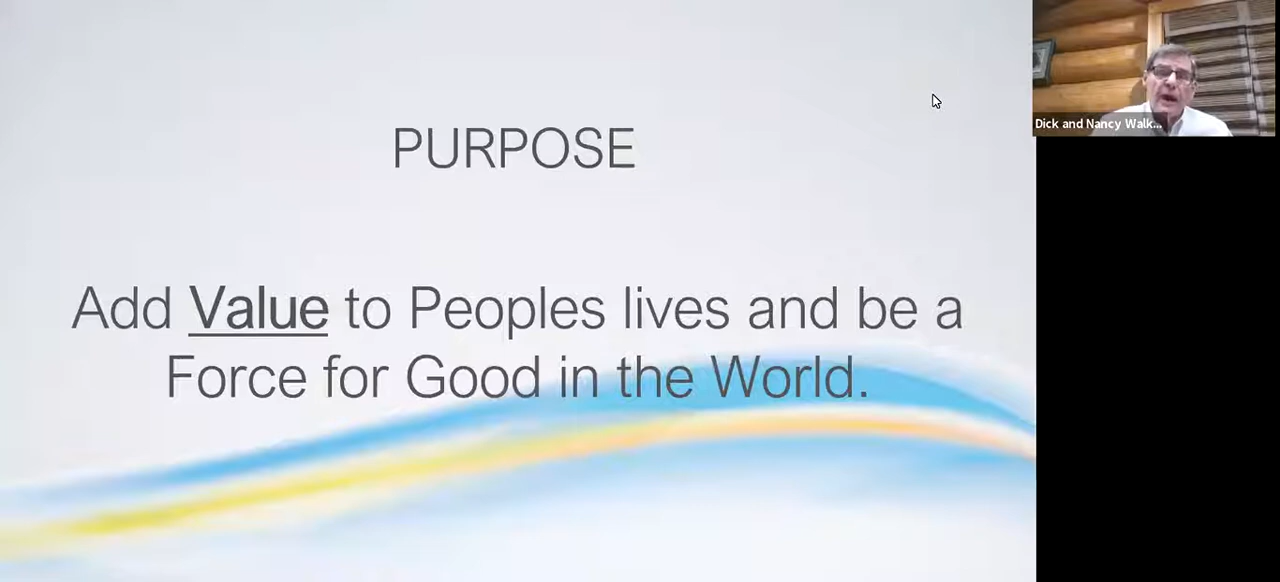 PURPOSE
Add Value to Peoples lives and be a
Force for Good in the World.
Dick and Nancy Walk...